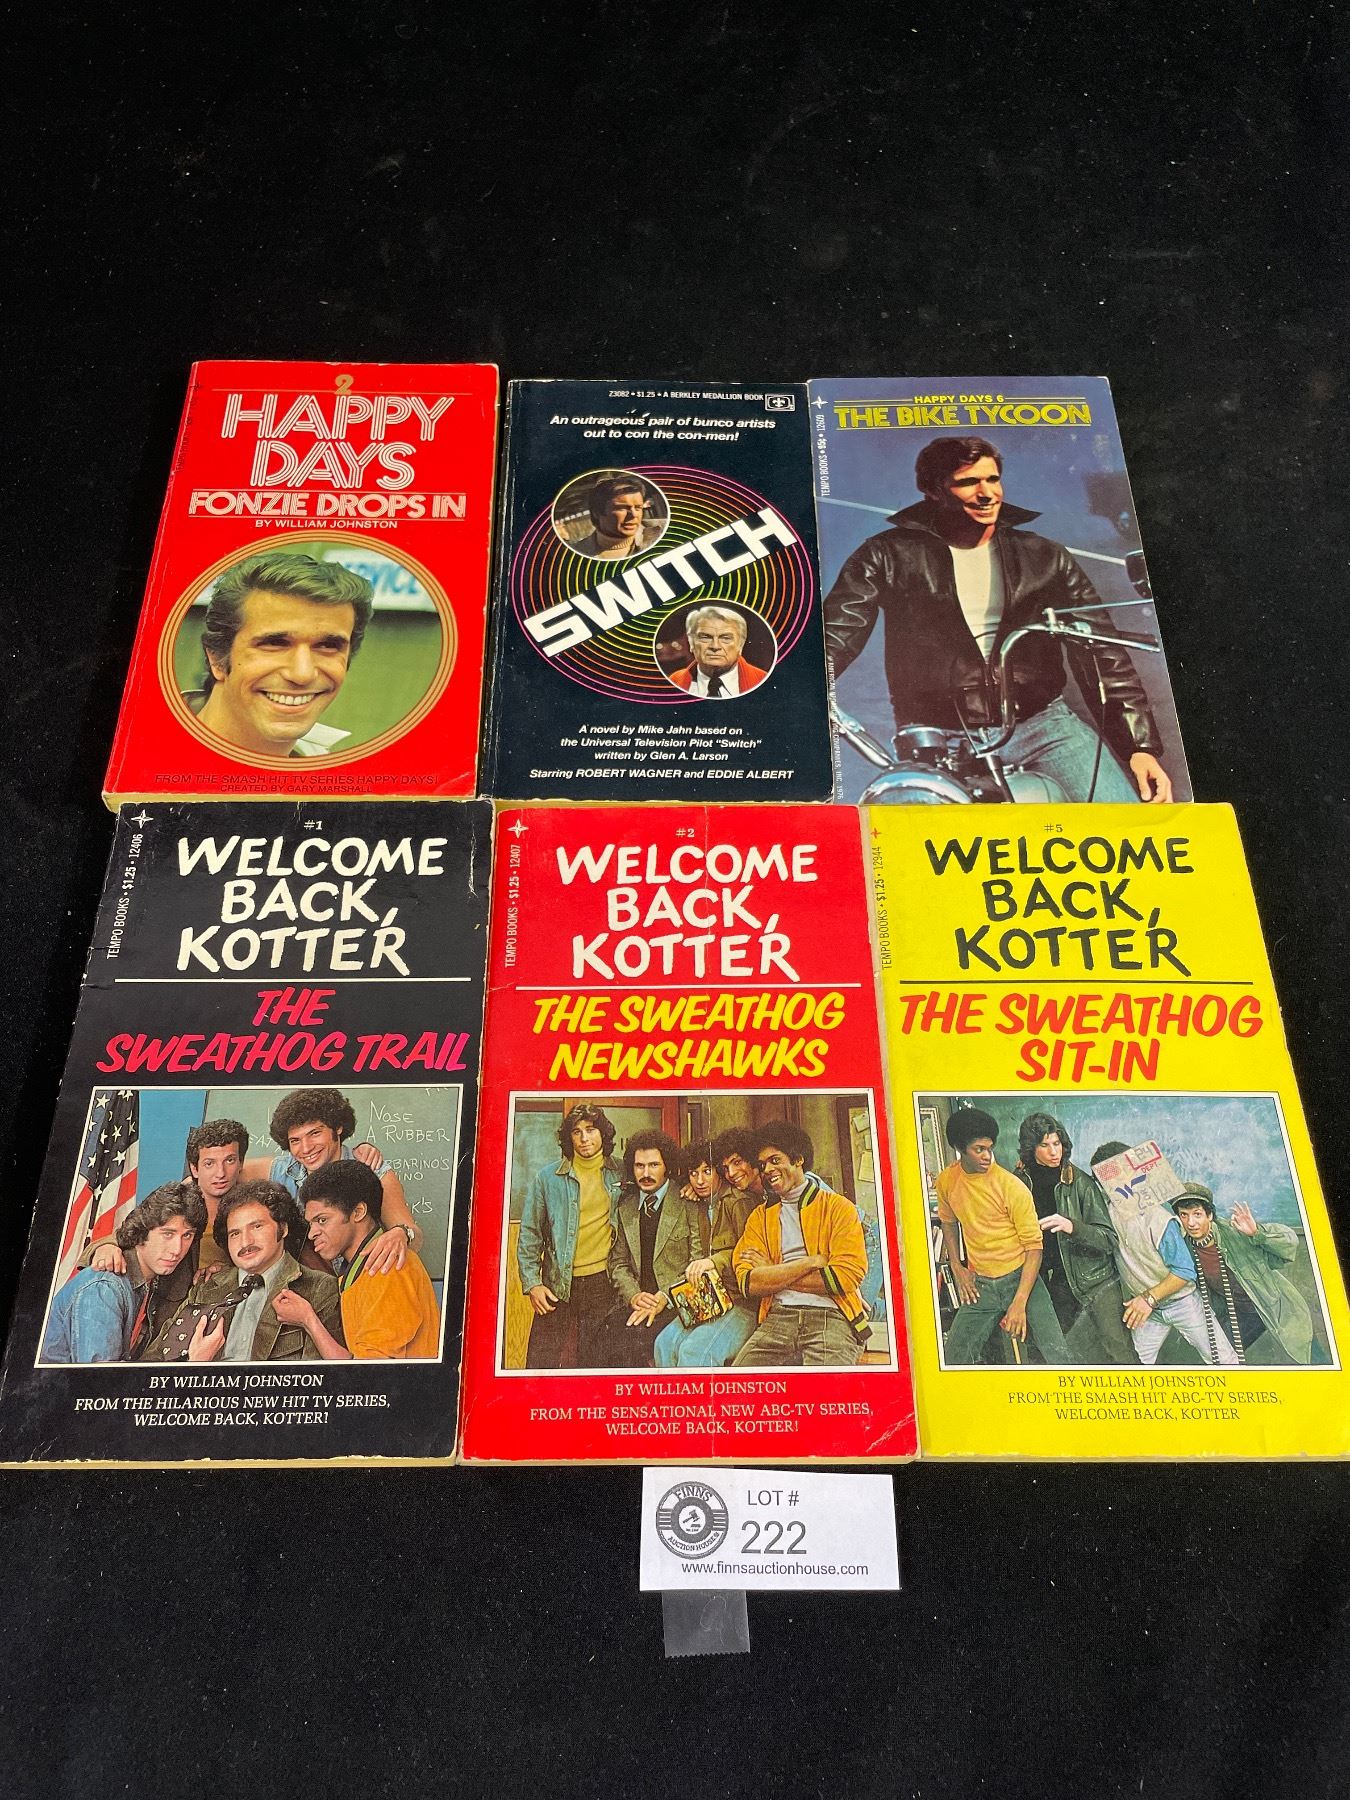 2
HAPPY
DAYS
FONZIE DROPS IN
BY WILLIAM JOHNSTON
SERVICE
FROM THE SMASH HIT TV SERIES HAPPY DAYS!
CREATED BY GARY MARSHALL
Z3082 • $1.25 • A BERKLEY MEDALLION BOOK
An outrageous pair of bunco artists
out to con the con-men!
SWITCH
A novel by Mike Jahn based on
the Universal Television Pilot "Switch"
written by Glen A. Larson
Starring ROBERT WAGNER and EDDIE ALBERT
HAPPY DAYS 6
THE BIKE TYCOON
TEMPO BOOKS • 95¢ • 12609
#1
TEMPO BOOKS • $1.25 • 12406
WELCOME
BACK,
KOTTER
THE
SWEATHOG TRAIL
NOSE
A RUBBER
BARBARINO'S
BY WILLIAM JOHNSTON
FROM THE HILARIOUS NEW HIT TV SERIES,
WELCOME BACK, KOTTER!
#2
TEMPO BOOKS • $1.25 • 12407
WELCOME
BACK,
KOTTER
THE SWEATHOG
NEWSHAWKS
BY WILLIAM JOHNSTON
FROM THE SENSATIONAL NEW ABC-TV SERIES,
WELCOME BACK, KOTTER!
#5
TEMPO BOOKS • $1.25 • 12944
WELCOME
BACK,
KOTTER
THE SWEATHOG
SIT-IN
BY WILLIAM JOHNSTON
FROM THE SMASH HIT ABC-TV SERIES,
WELCOME BACK, KOTTER
FINNS
AUCTION HOUSE
LOT #
222
www.finnsauctionhouse.com